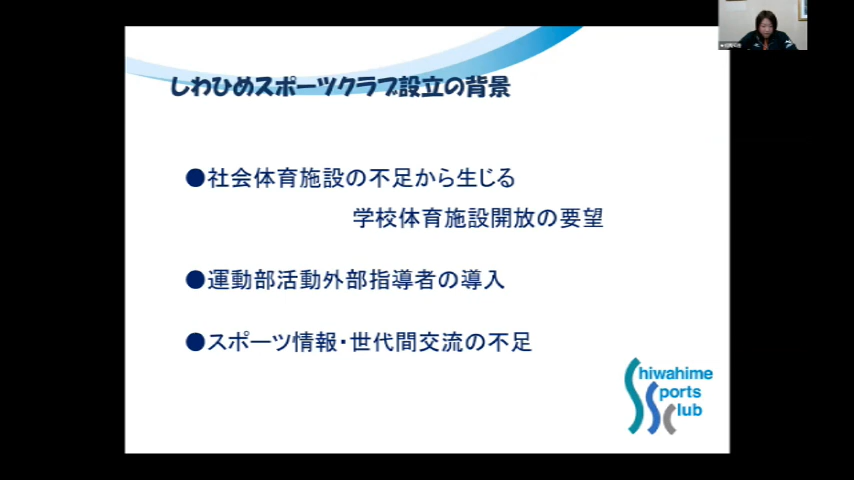 しわひめスポーツクラブ設立の背景
●社会体育施設の不足から生じる
学校体育施設開放の要望
●運動部活動外部指導者の導入
●スポーツ情報・世代間交流の不足
Shiwahime
Sports
Club